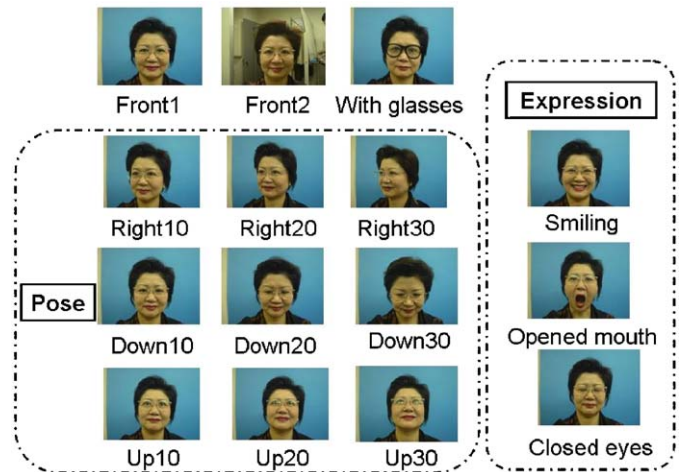 Front1 Front2 With glasses
Expression
Right10 Right20 Right30
Smiling
Pose
Down10 Down20 Down30
Opened mouth
Up10 Up20 Up30
Closed eyes